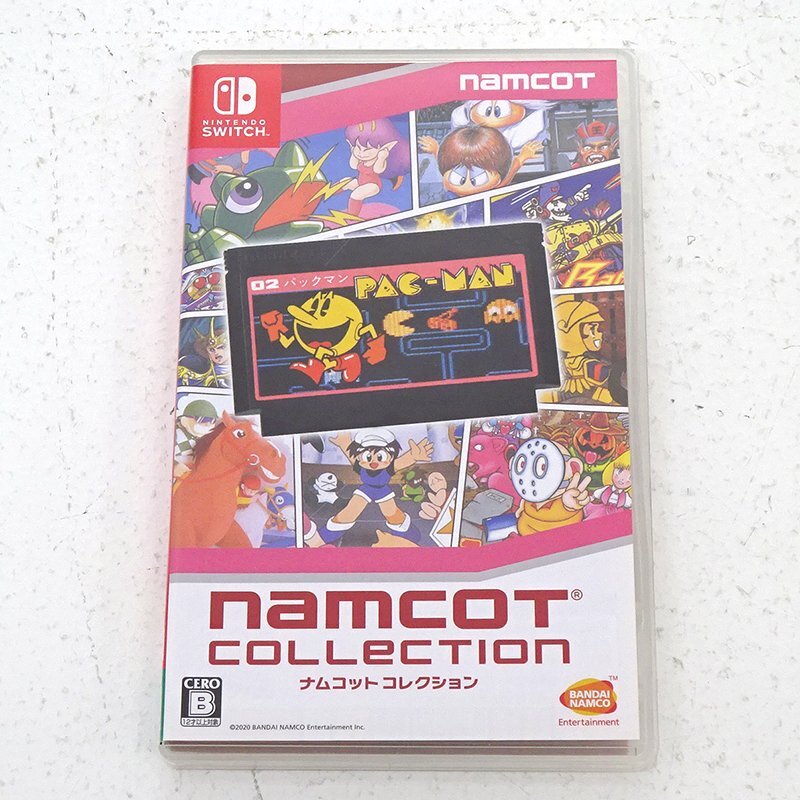 NINTENDO
SWITCH™
namcot
02 パックマン
PAC-MAN
namcot®
COLLECTION
ナムコット コレクション
CERO
B
12才以上対象
©2020 BANDAI NAMCO Entertainment Inc.
BANDAI
NAMCO
TM
Entertainment